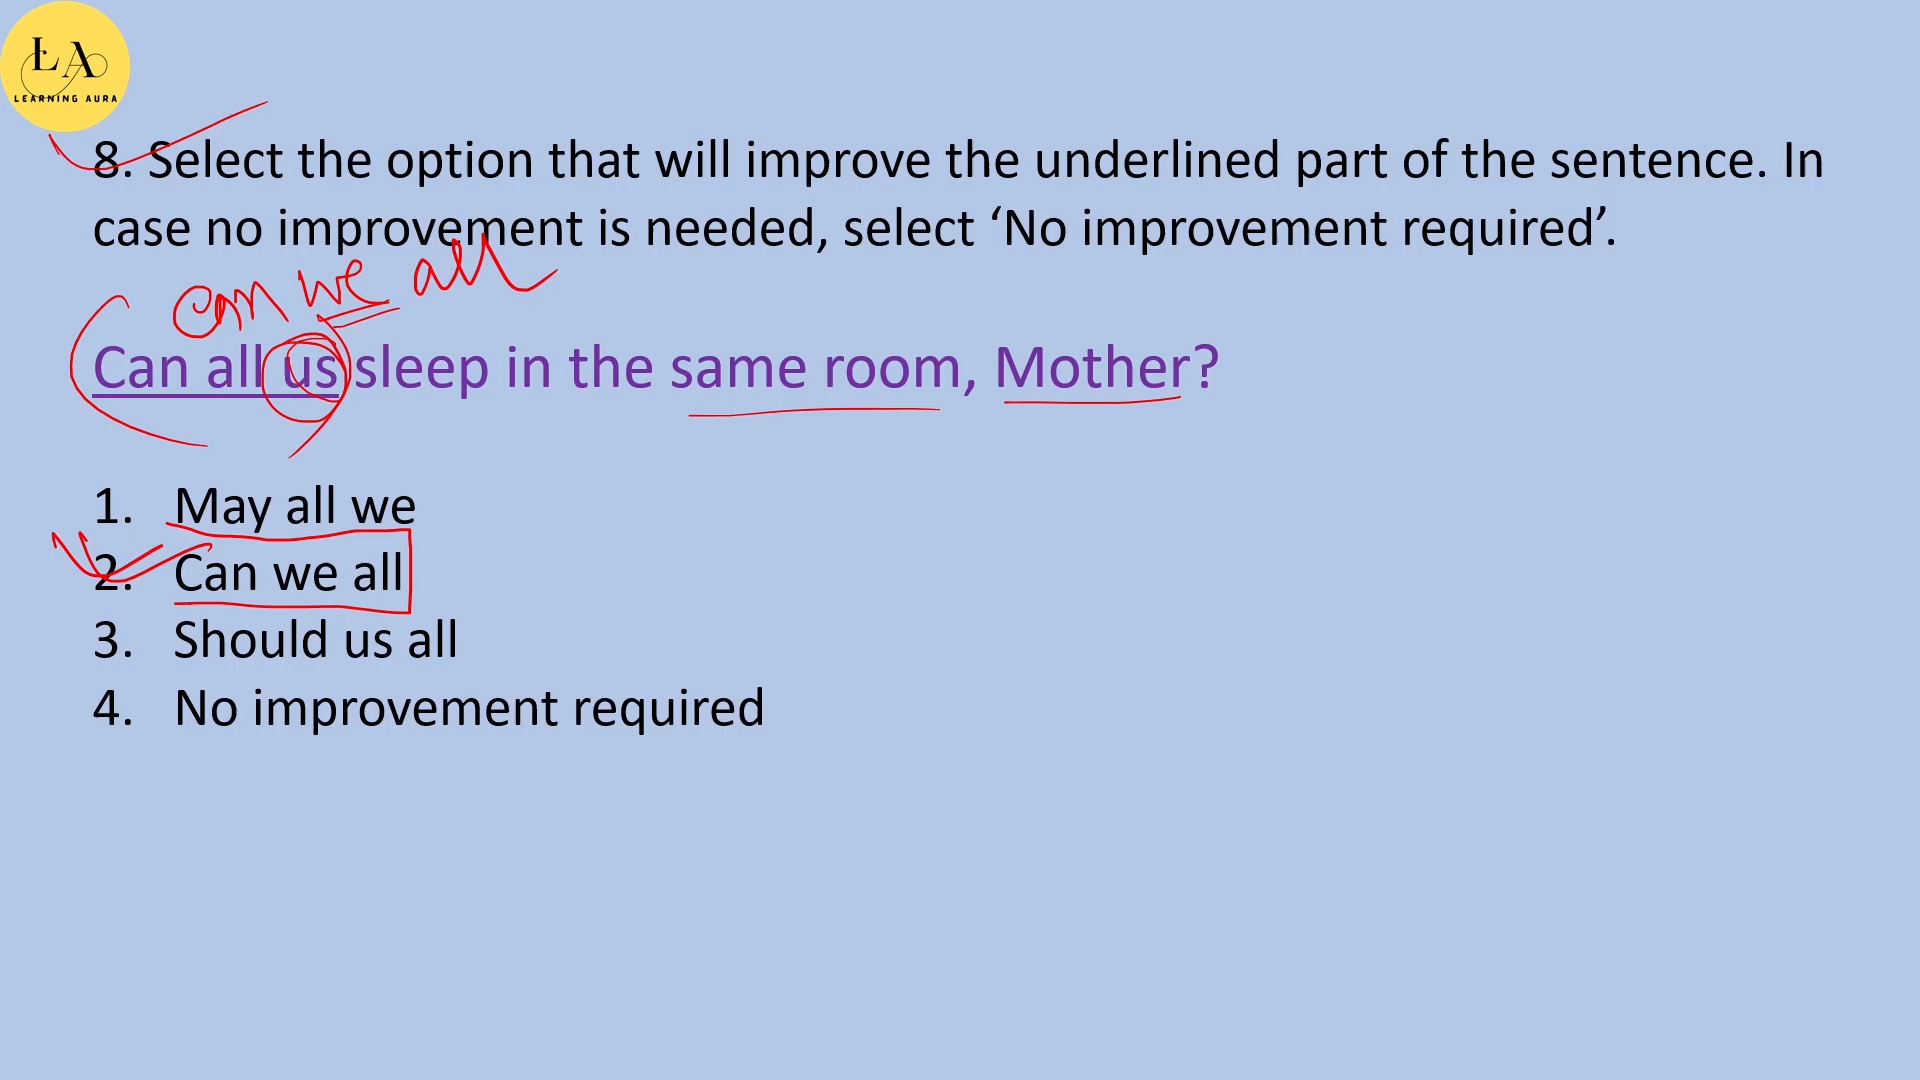 LA
LEARNING AURA
8. Select the option that will improve the underlined part of the sentence. In
case no improvement is needed, select ‘No improvement required’.
can we all
Can all us sleep in the same room, Mother?
1. May all we
2. Can we all
3. Should us all
4. No improvement required